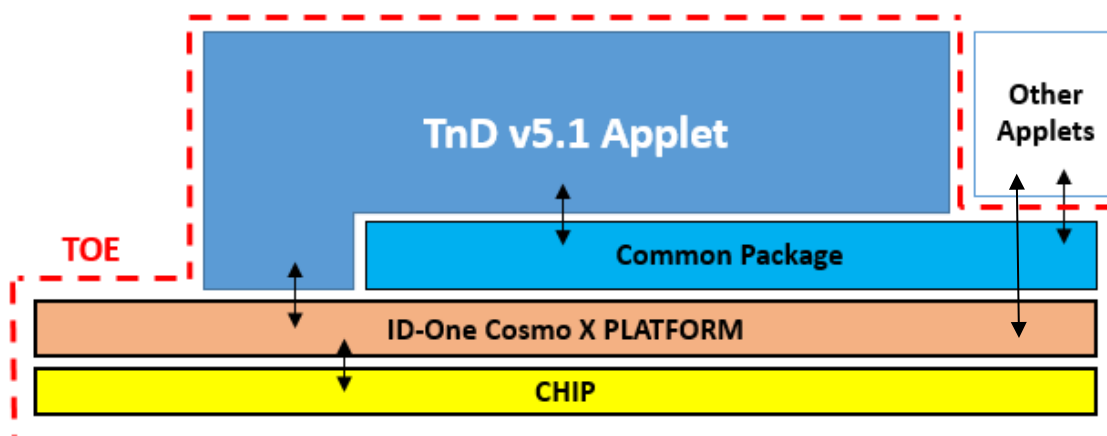 TnD v5.1 Applet
Other
Applets
TOE
Common Package
ID-One Cosmo X PLATFORM
CHIP